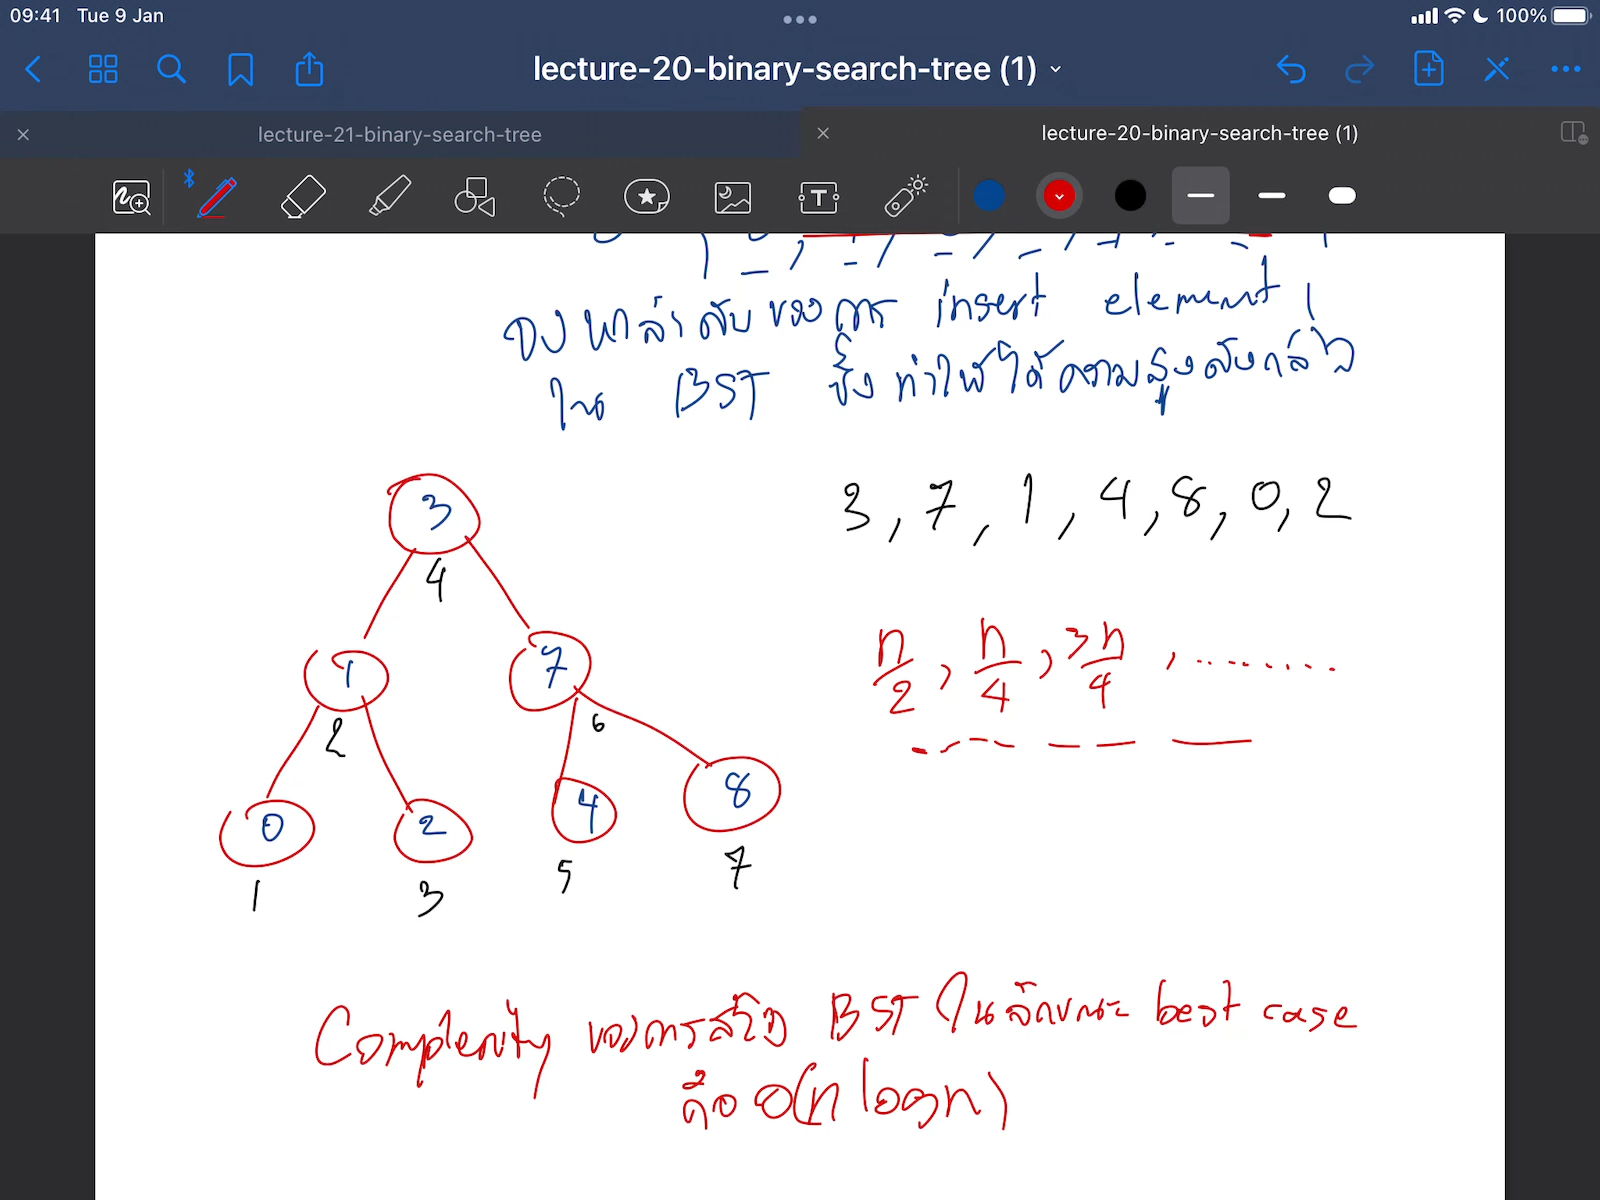 09:41 Tue 9 Jan
100%
lecture-20-binary-search-tree (1)
lecture-21-binary-search-tree
lecture-20-binary-search-tree (1)
T
จงหาลำดับของการ insert element
ใน BST ซึ่งทำให้ได้ความสูงดังกล่าว
3, 7, 1, 4, 8, 0, 2
3
4
n/2, n/4, 3n/4, ........
1
7
2
6
0
2
4
8
1
3
5
7
Complexity ของการสร้าง BST ในลักษณะ best case
คือ O(n log n)